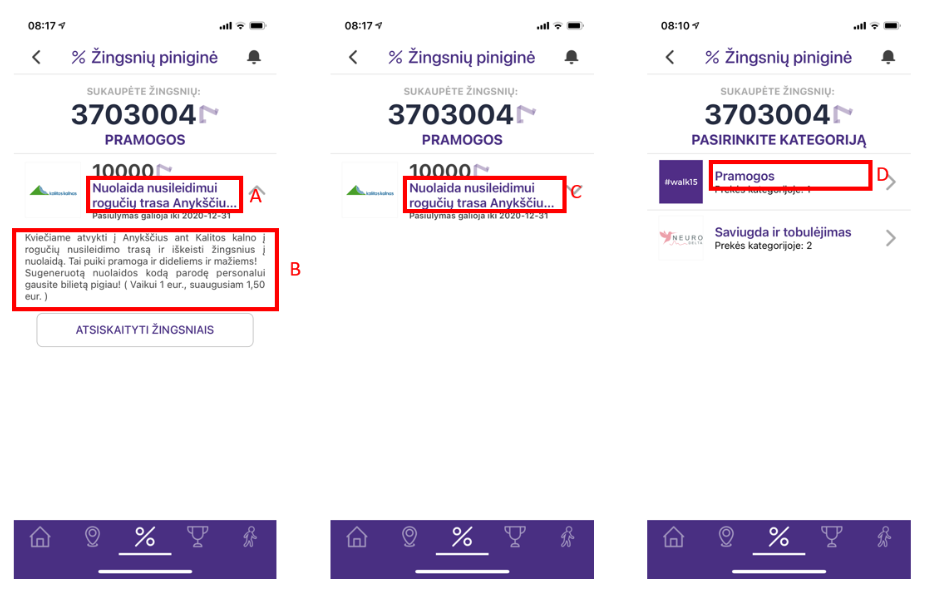 08:17
% Žingsnių piniginė
SUKAUPĖTE ŽINGSNIŲ:
3703004
PRAMOGOS
10000
kalitoskalnas
Nuolaida nusileidimui
rogučių trasa Anykščiu...
A
Pasiūlymas galioja iki 2020-12-31
Kviečiame atvykti į Anykščius ant Kalitos kalno į
rogučių nusileidimo trasą ir iškeisti žingsnius į
nuolaidą. Tai puiki pramoga ir dideliems ir mažiems!
Sugeneruotą nuolaidos kodą parodę personalui
gausite bilietą pigiau! ( Vaikui 1 eur., suaugusiam 1,50
eur. )
B
ATSISKAITYTI ŽINGSNIAIS
%
08:17
% Žingsnių piniginė
SUKAUPĖTE ŽINGSNIŲ:
3703004
PRAMOGOS
10000
kalitoskalnas
Nuolaida nusileidimui
rogučių trasa Anykščiu...
C
Pasiūlymas galioja iki 2020-12-31
%
08:10
% Žingsnių piniginė
SUKAUPĖTE ŽINGSNIŲ:
3703004
PASIRINKITE KATEGORIJĄ
#walk15
Pramogos
D
Prekės kategorijoje: 1
NEURO
DELTA
Saviugda ir tobulėjimas
Prekės kategorijoje: 2
%